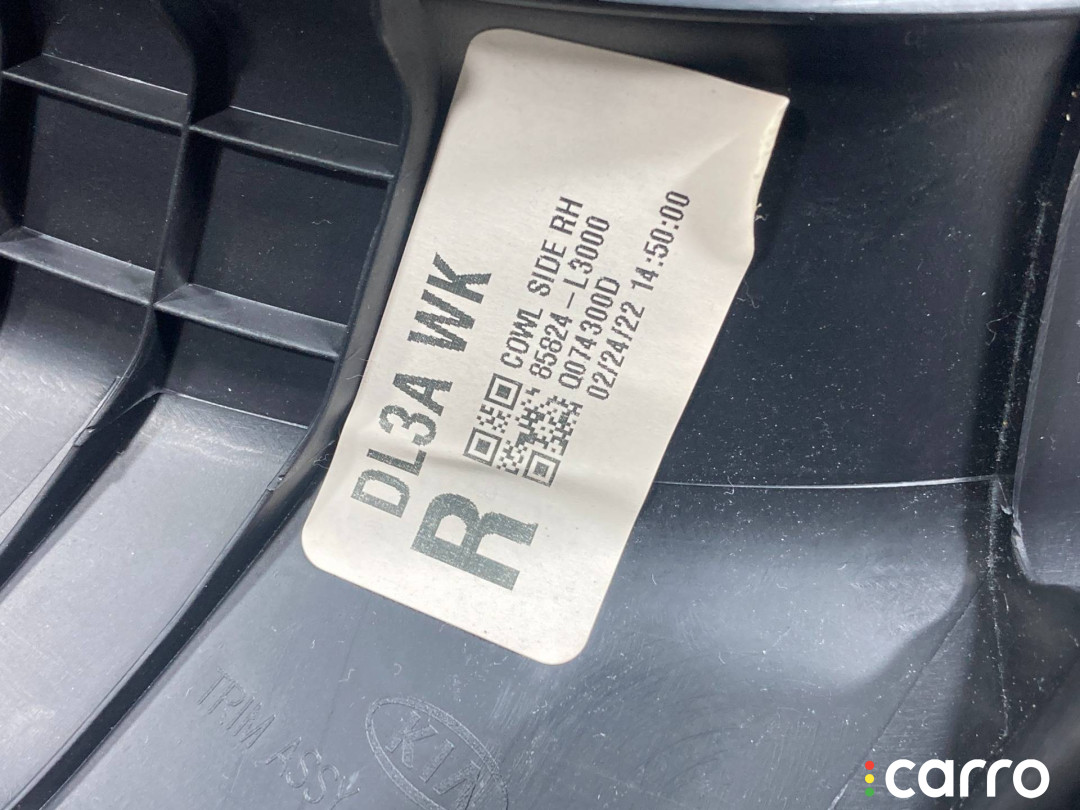 DL3A WK
R
COWL SIDE RH
85824-L3000
Q074300D
02/24/22 14:50:00
TRIM ASSY
KIA
carro